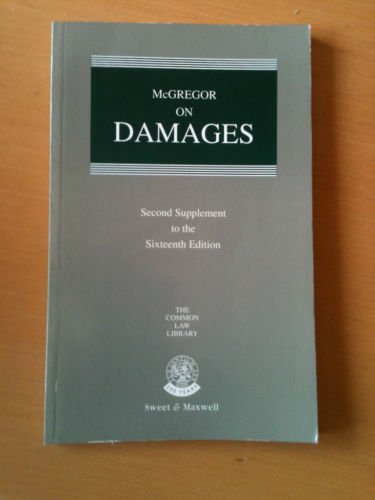 McGREGOR
ON
DAMAGES
Second Supplement
to the
Sixteenth Edition
THE
COMMON
LAW
LIBRARY
Sweet & Maxwell